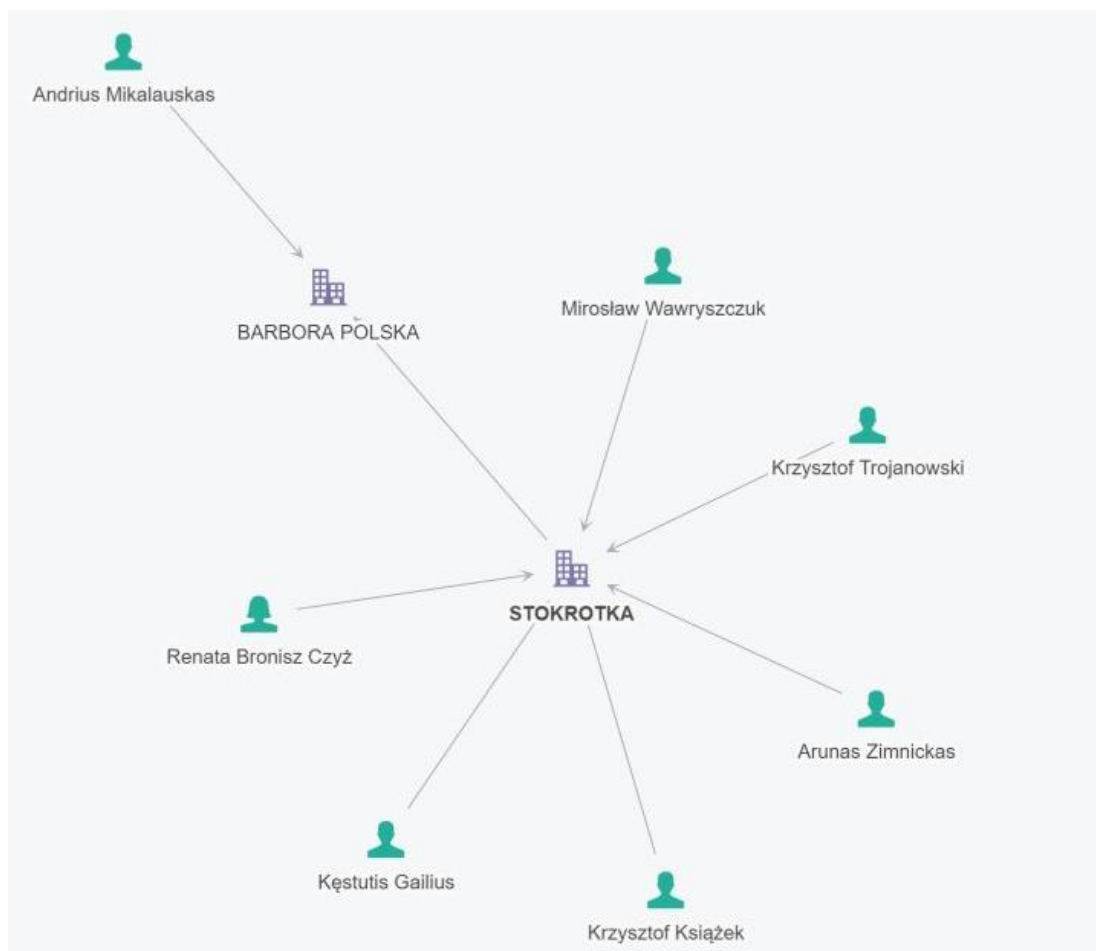 Andrius Mikalauskas
BARBORA POLSKA
Mirosław Wawryszczuk
Krzysztof Trojanowski
STOKROTKA
Renata Bronisz Czyż
Arunas Zimnickas
Kęstutis Gailius
Krzysztof Książek